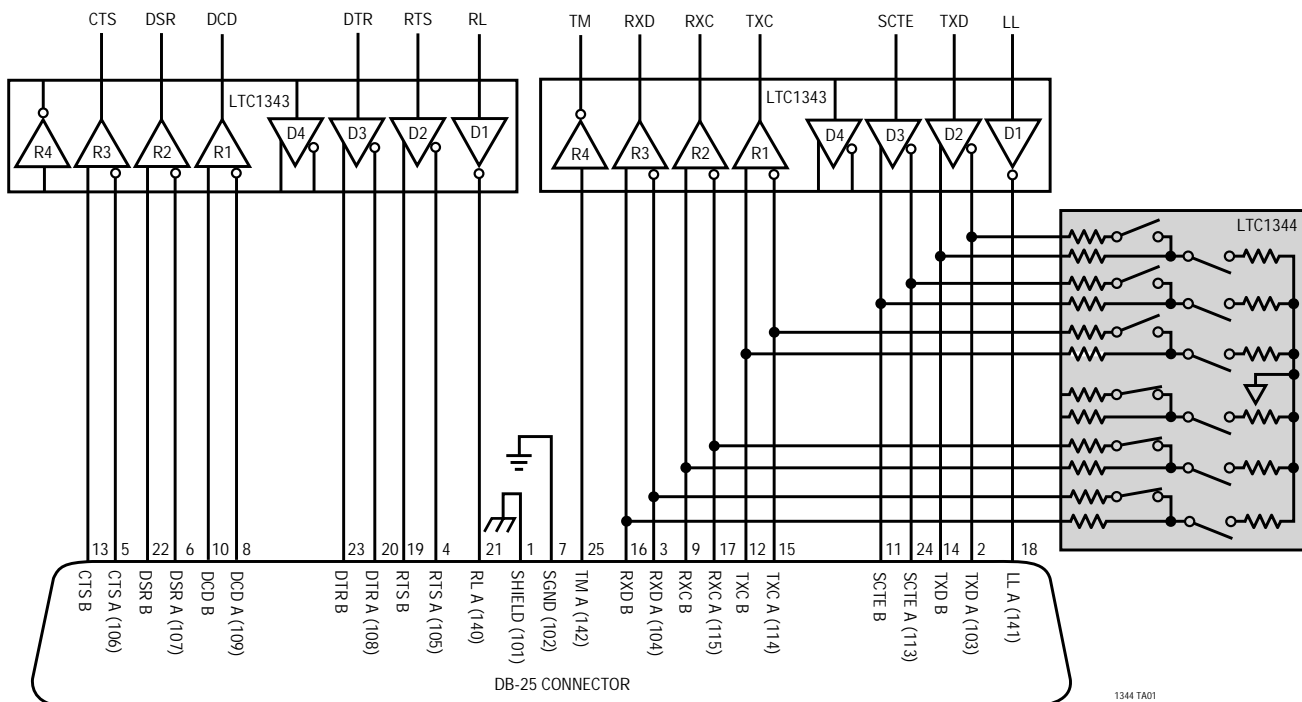 CTS DSR DCD DTR RTS RL TM RXD RXC TXC SCTE TXD LL
LTC1343 LTC1343
R4 R3 R2 R1 D4 D3 D2 D1 R4 R3 R2 R1 D4 D3 D2 D1
LTC1344
13 5 22 6 10 8 23 20 19 4 21 1 7 25 16 3 9 17 12 15 11 24 14 2 18
CTS B
CTS A (106)
DSR B
DSR A (107)
DCD B
DCD A (109)
DTR B
DTR A (108)
RTS B
RTS A (105)
RL A (140)
SHIELD (101)
SGND (102)
TM A (142)
RXD B
RXD A (104)
RXC B
RXC A (115)
TXC B
TXC A (114)
SCTE B
SCTE A (113)
TXD B
TXD A (103)
LL A (141)
DB-25 CONNECTOR
1344 TA01